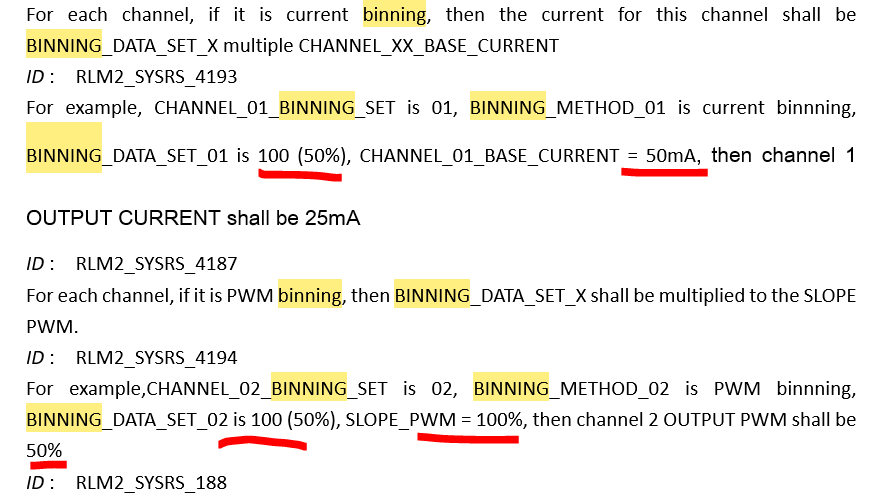 For each channel, if it is current binning, then the current for this channel shall be
BINNING_DATA_SET_X multiple CHANNEL_XX_BASE_CURRENT
ID : RLM2_SYSRS_4193
For example, CHANNEL_01_BINNING_SET is 01, BINNING_METHOD_01 is current binnning,
BINNING_DATA_SET_01 is 100 (50%), CHANNEL_01_BASE_CURRENT = 50mA, then channel 1
OUTPUT CURRENT shall be 25mA
ID : RLM2_SYSRS_4187
For each channel, if it is PWM binning, then BINNING_DATA_SET_X shall be multiplied to the SLOPE
PWM.
ID : RLM2_SYSRS_4194
For example,CHANNEL_02_BINNING_SET is 02, BINNING_METHOD_02 is PWM binnning,
BINNING_DATA_SET_02 is 100 (50%), SLOPE_PWM = 100%, then channel 2 OUTPUT PWM shall be
50%
ID : RLM2_SYSRS_188